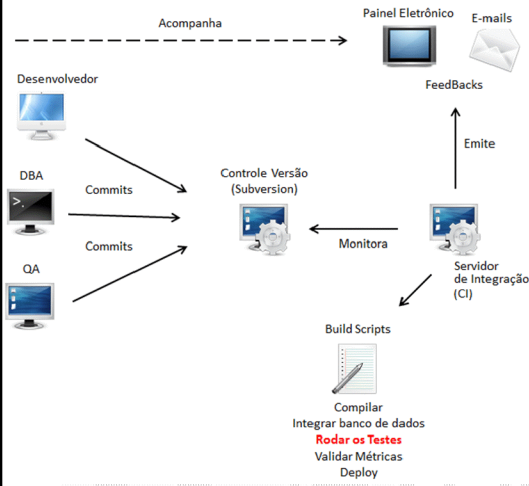 Acompanha
Painel Eletrônico
E-mails
FeedBacks
Desenvolvedor
Emite
DBA
Commits
Controle Versão
(Subversion)
Commits
Monitora
QA
Servidor
de Integração
(CI)
Build Scripts
Compilar
Integrar banco de dados
Rodar os Testes
Validar Métricas
Deploy